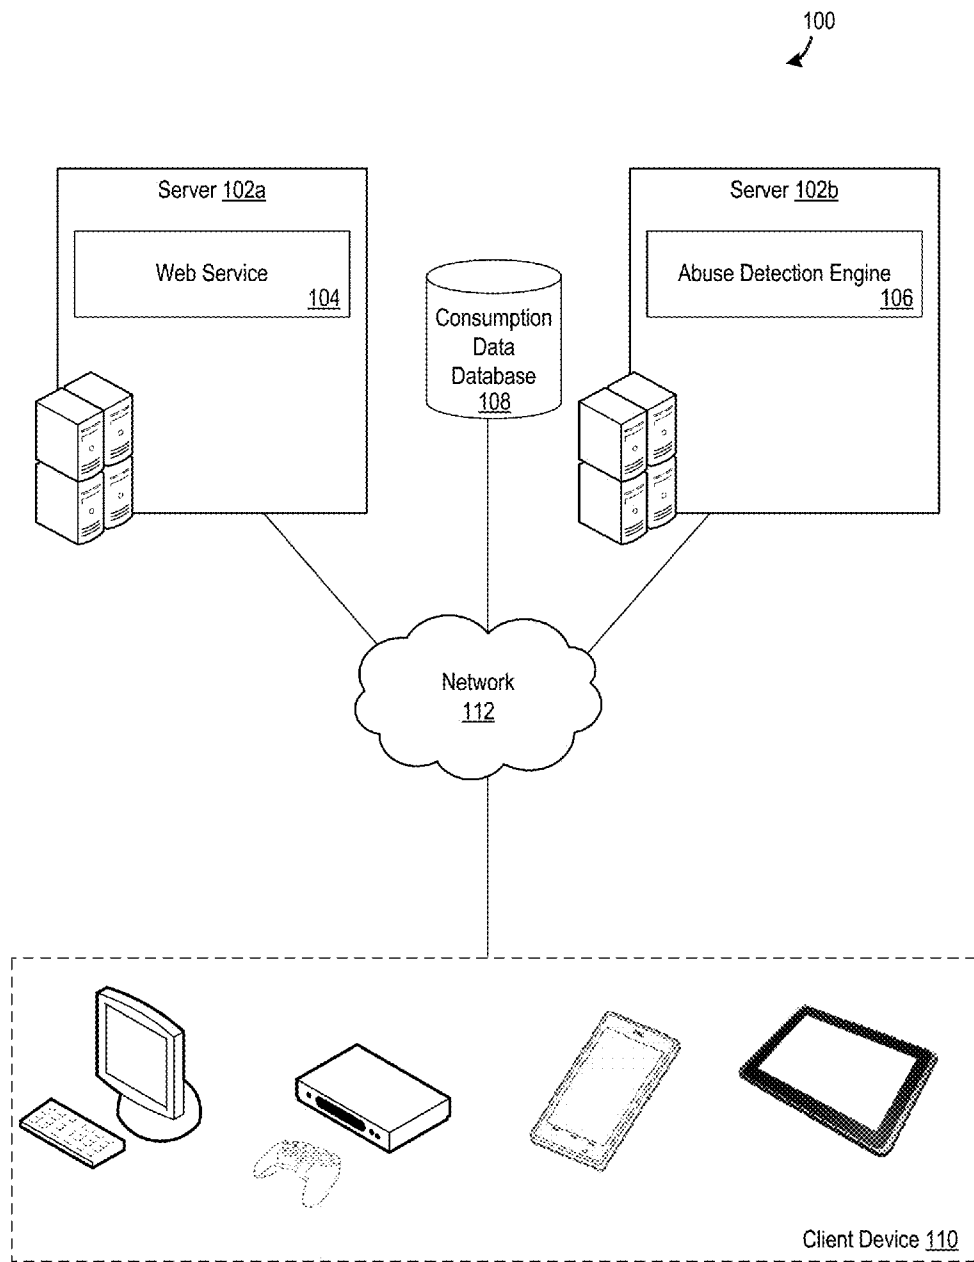 100
Server 102a
Web Service
104
Consumption
Data
Database
108
Server 102b
Abuse Detection Engine
106
Network
112
Client Device 110